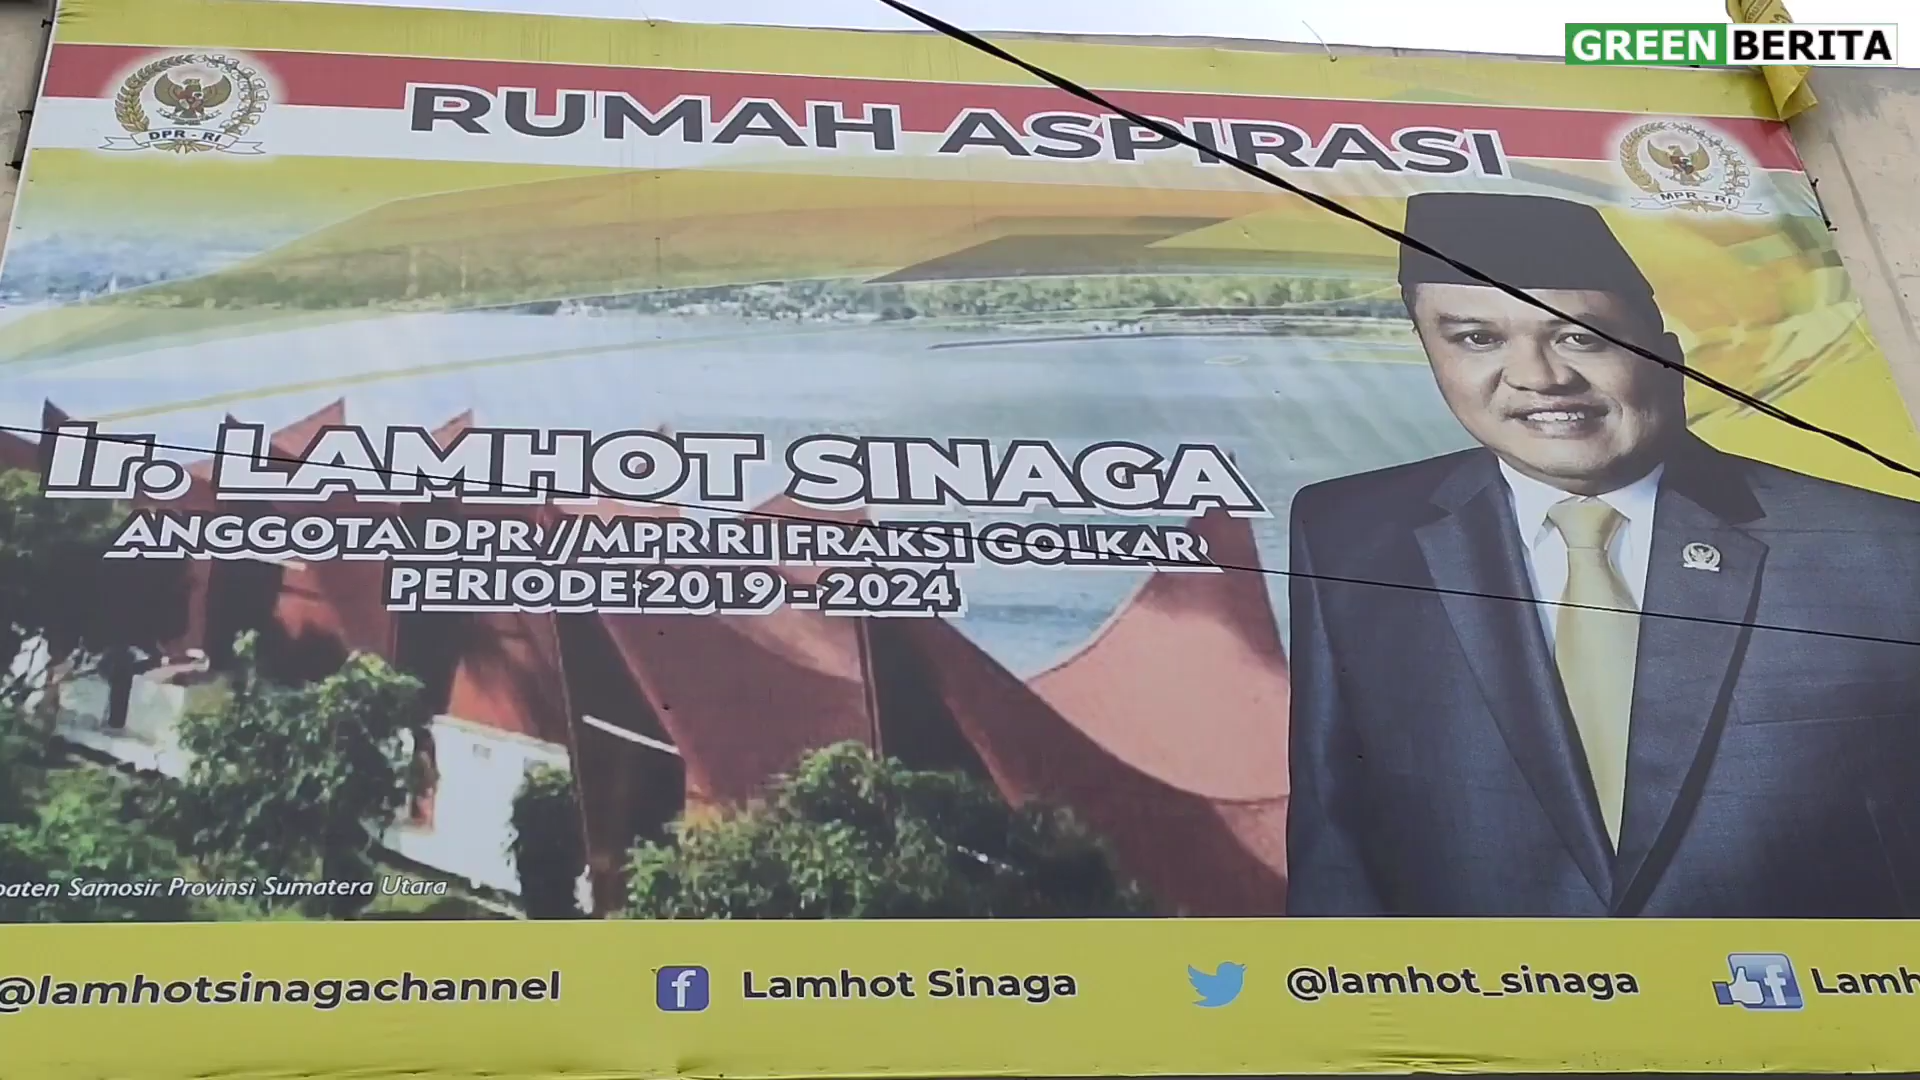 GREEN BERITA
RUMAH ASPIRASI
DPR - RI
MPR - RI
Ir. LAMHOT SINAGA
ANGGOTA DPR / MPR RI FRAKSI GOLKAR
PERIODE 2019 - 2024
Samosir Provinsi Sumatera Utara
@lamhotsinagachannel
Lamhot Sinaga
@lamhot_sinaga